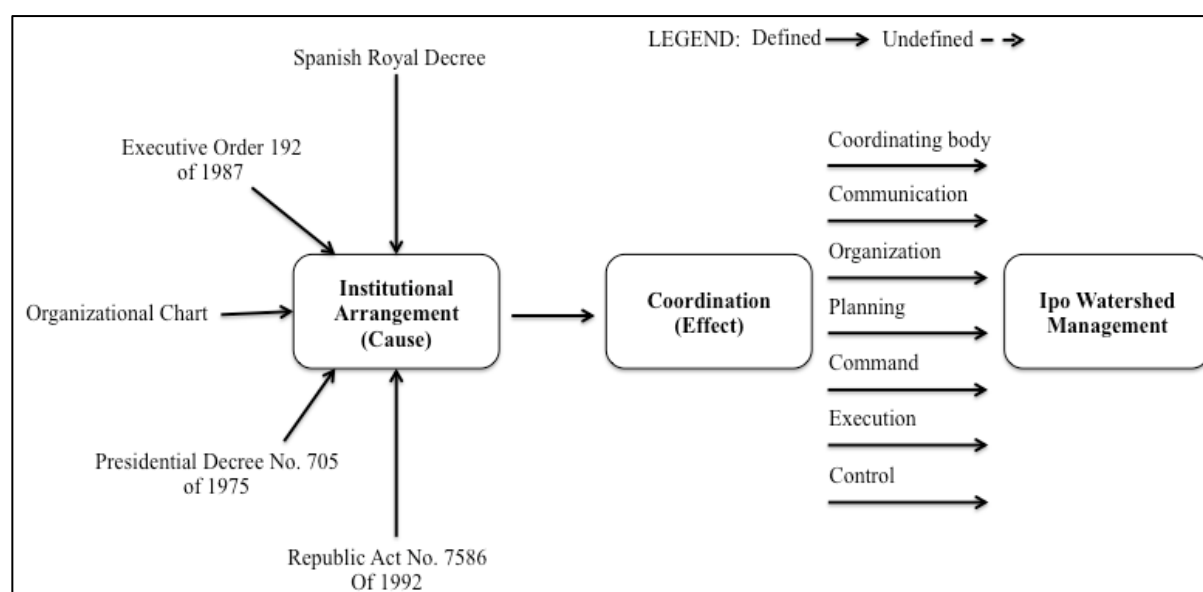 LEGEND: Defined Undefined
Spanish Royal Decree
Executive Order 192
of 1987
Organizational Chart
Institutional
Arrangement
(Cause)
Presidential Decree No. 705
of 1975
Republic Act No. 7586
Of 1992
Coordination
(Effect)
Coordinating body
Communication
Organization
Planning
Command
Execution
Control
Ipo Watershed
Management